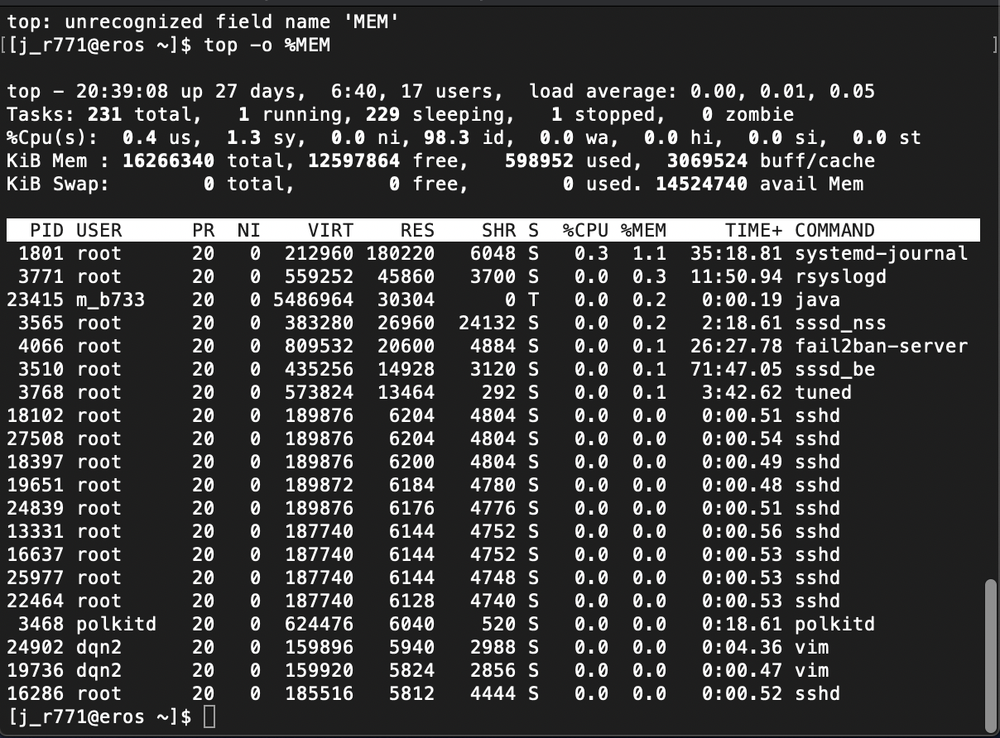 top: unrecognized field name 'MEM'
[[j_r771@eros ~]$ top -o %MEM ]

top - 20:39:08 up 27 days,  6:40, 17 users,  load average: 0.00, 0.01, 0.05
Tasks: 231 total,   1 running, 229 sleeping,   1 stopped,   0 zombie
%Cpu(s):  0.4 us,  1.3 sy,  0.0 ni, 98.3 id,  0.0 wa,  0.0 hi,  0.0 si,  0.0 st
KiB Mem : 16266340 total, 12597864 free,   598952 used,  3069524 buff/cache
KiB Swap:        0 total,        0 free,        0 used. 14524740 avail Mem

  PID USER      PR  NI    VIRT    RES    SHR S  %CPU %MEM     TIME+ COMMAND
 1801 root      20   0  212960 180220   6048 S   0.3  1.1  35:18.81 systemd-journal
 3771 root      20   0  559252  45860   3700 S   0.0  0.3  11:50.94 rsyslogd
23415 m_b733    20   0 5486964  30304      0 T   0.0  0.2   0:00.19 java
 3565 root      20   0  383280  26960  24132 S   0.0  0.2   2:18.61 sssd_nss
 4066 root      20   0  809532  20600   4884 S   0.0  0.1  26:27.78 fail2ban-server
 3510 root      20   0  435256  14928   3120 S   0.0  0.1  71:47.05 sssd_be
 3768 root      20   0  573824  13464    292 S   0.0  0.1   3:42.62 tuned
18102 root      20   0  189876   6204   4804 S   0.0  0.0   0:00.51 sshd
27508 root      20   0  189876   6204   4804 S   0.0  0.0   0:00.54 sshd
18397 root      20   0  189876   6200   4804 S   0.0  0.0   0:00.49 sshd
19651 root      20   0  189872   6184   4780 S   0.0  0.0   0:00.48 sshd
24839 root      20   0  189876   6176   4776 S   0.0  0.0   0:00.51 sshd
13331 root      20   0  187740   6144   4752 S   0.0  0.0   0:00.56 sshd
16637 root      20   0  187740   6144   4752 S   0.0  0.0   0:00.53 sshd
25977 root      20   0  187740   6144   4748 S   0.0  0.0   0:00.53 sshd
22464 root      20   0  187740   6128   4740 S   0.0  0.0   0:00.53 sshd
 3468 polkitd   20   0  624476   6040    520 S   0.0  0.0   0:18.61 polkitd
24902 dqn2      20   0  159896   5940   2988 S   0.0  0.0   0:04.36 vim
19736 dqn2      20   0  159920   5824   2856 S   0.0  0.0   0:00.47 vim
16286 root      20   0  185516   5812   4444 S   0.0  0.0   0:00.52 sshd
[j_r771@eros ~]$